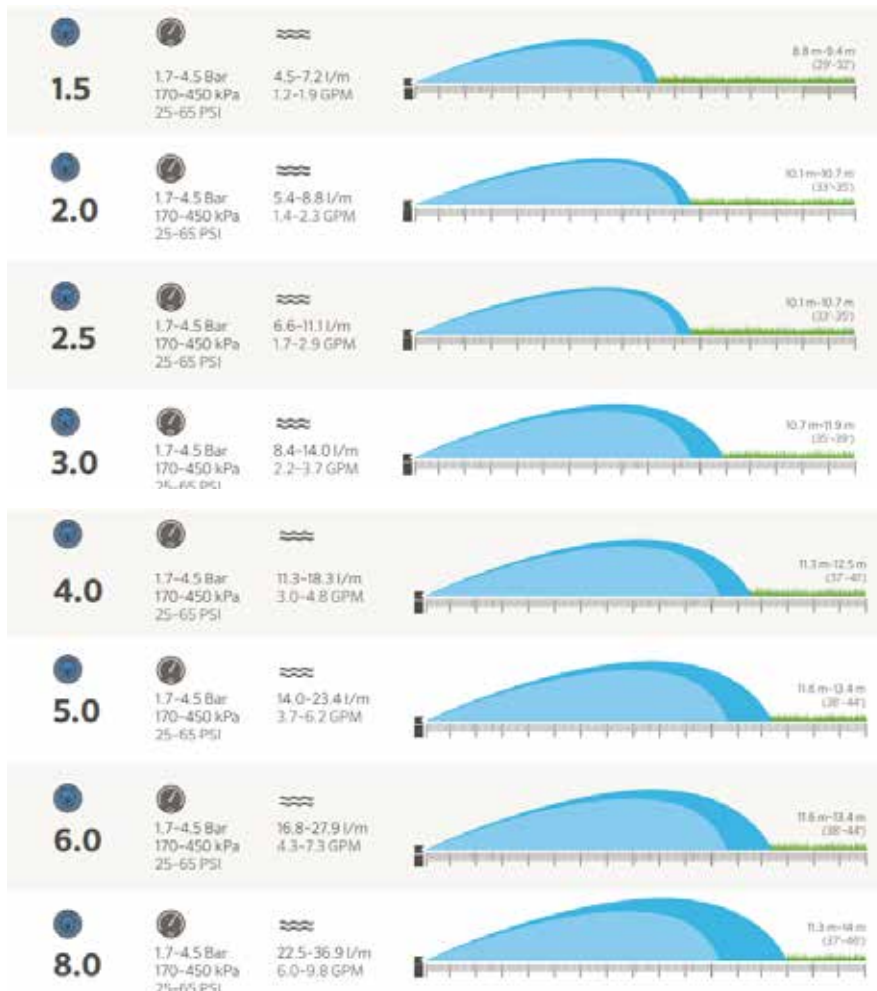 1.5
1.7-4.5 Bar
170-450 kPa
25-65 PSI
4.5-7.2 l/m
1.2-1.9 GPM
8.8 m-9.4 m
(29'-32')
2.0
1.7-4.5 Bar
170-450 kPa
25-65 PSI
5.4-8.8 l/m
1.4-2.3 GPM
10.1 m-10.7 m
(33'-35')
2.5
1.7-4.5 Bar
170-450 kPa
25-65 PSI
6.6-11.1 l/m
1.7-2.9 GPM
10.1 m-10.7 m
(33'-35')
3.0
1.7-4.5 Bar
170-450 kPa
25-65 PSI
8.4-14.0 l/m
2.2-3.7 GPM
10.7 m-11.9 m
(35'-39')
4.0
1.7-4.5 Bar
170-450 kPa
25-65 PSI
11.3-18.3 l/m
3.0-4.8 GPM
11.3 m-12.5 m
(37'-41')
5.0
1.7-4.5 Bar
170-450 kPa
25-65 PSI
14.0-23.4 l/m
3.7-6.2 GPM
11.6 m-13.4 m
(38'-44')
6.0
1.7-4.5 Bar
170-450 kPa
25-65 PSI
16.8-27.9 l/m
4.3-7.3 GPM
11.6 m-13.4 m
(38'-44')
8.0
1.7-4.5 Bar
170-450 kPa
25-65 PSI
22.5-36.9 l/m
6.0-9.8 GPM
11.3 m-14 m
(37'-46')